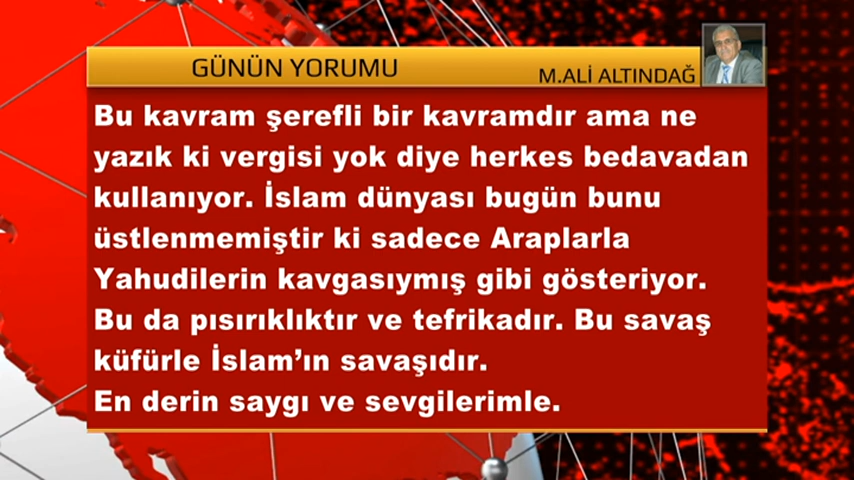 GÜNÜN YORUMU
M.ALİ ALTINDAĞ
Bu kavram şerefli bir kavramdır ama ne
yazık ki vergisi yok diye herkes bedavadan
kullanıyor. İslam dünyası bugün bunu
üstlenmemiştir ki sadece Araplarla
Yahudilerin kavgasıymış gibi gösteriyor.
Bu da pısırıklıktır ve tefrikadır. Bu savaş
küfürle İslam’ın savaşıdır.
En derin saygı ve sevgilerimle.